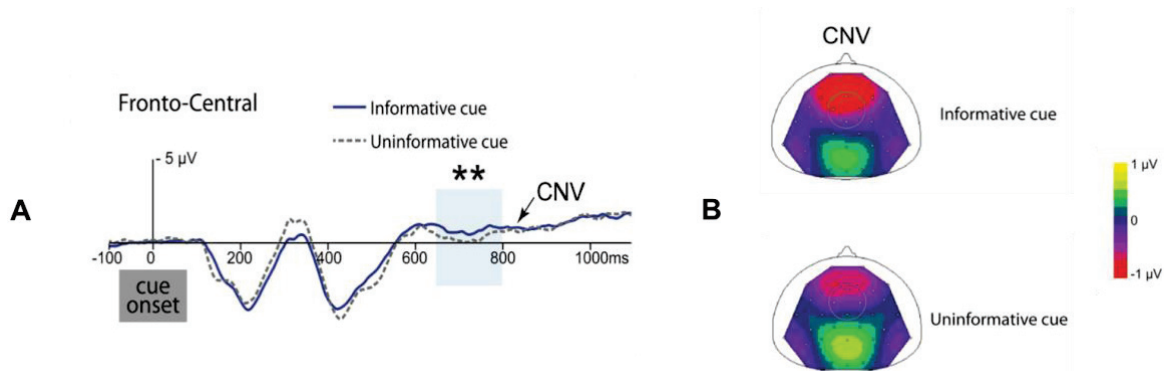 A
Fronto-Central
Informative cue
Uninformative cue
- 5 µV
**
CNV
-100 0 200 400 600 800 1000ms
cue
onset
B
CNV
Informative cue
Uninformative cue
1 µV
0
-1 µV